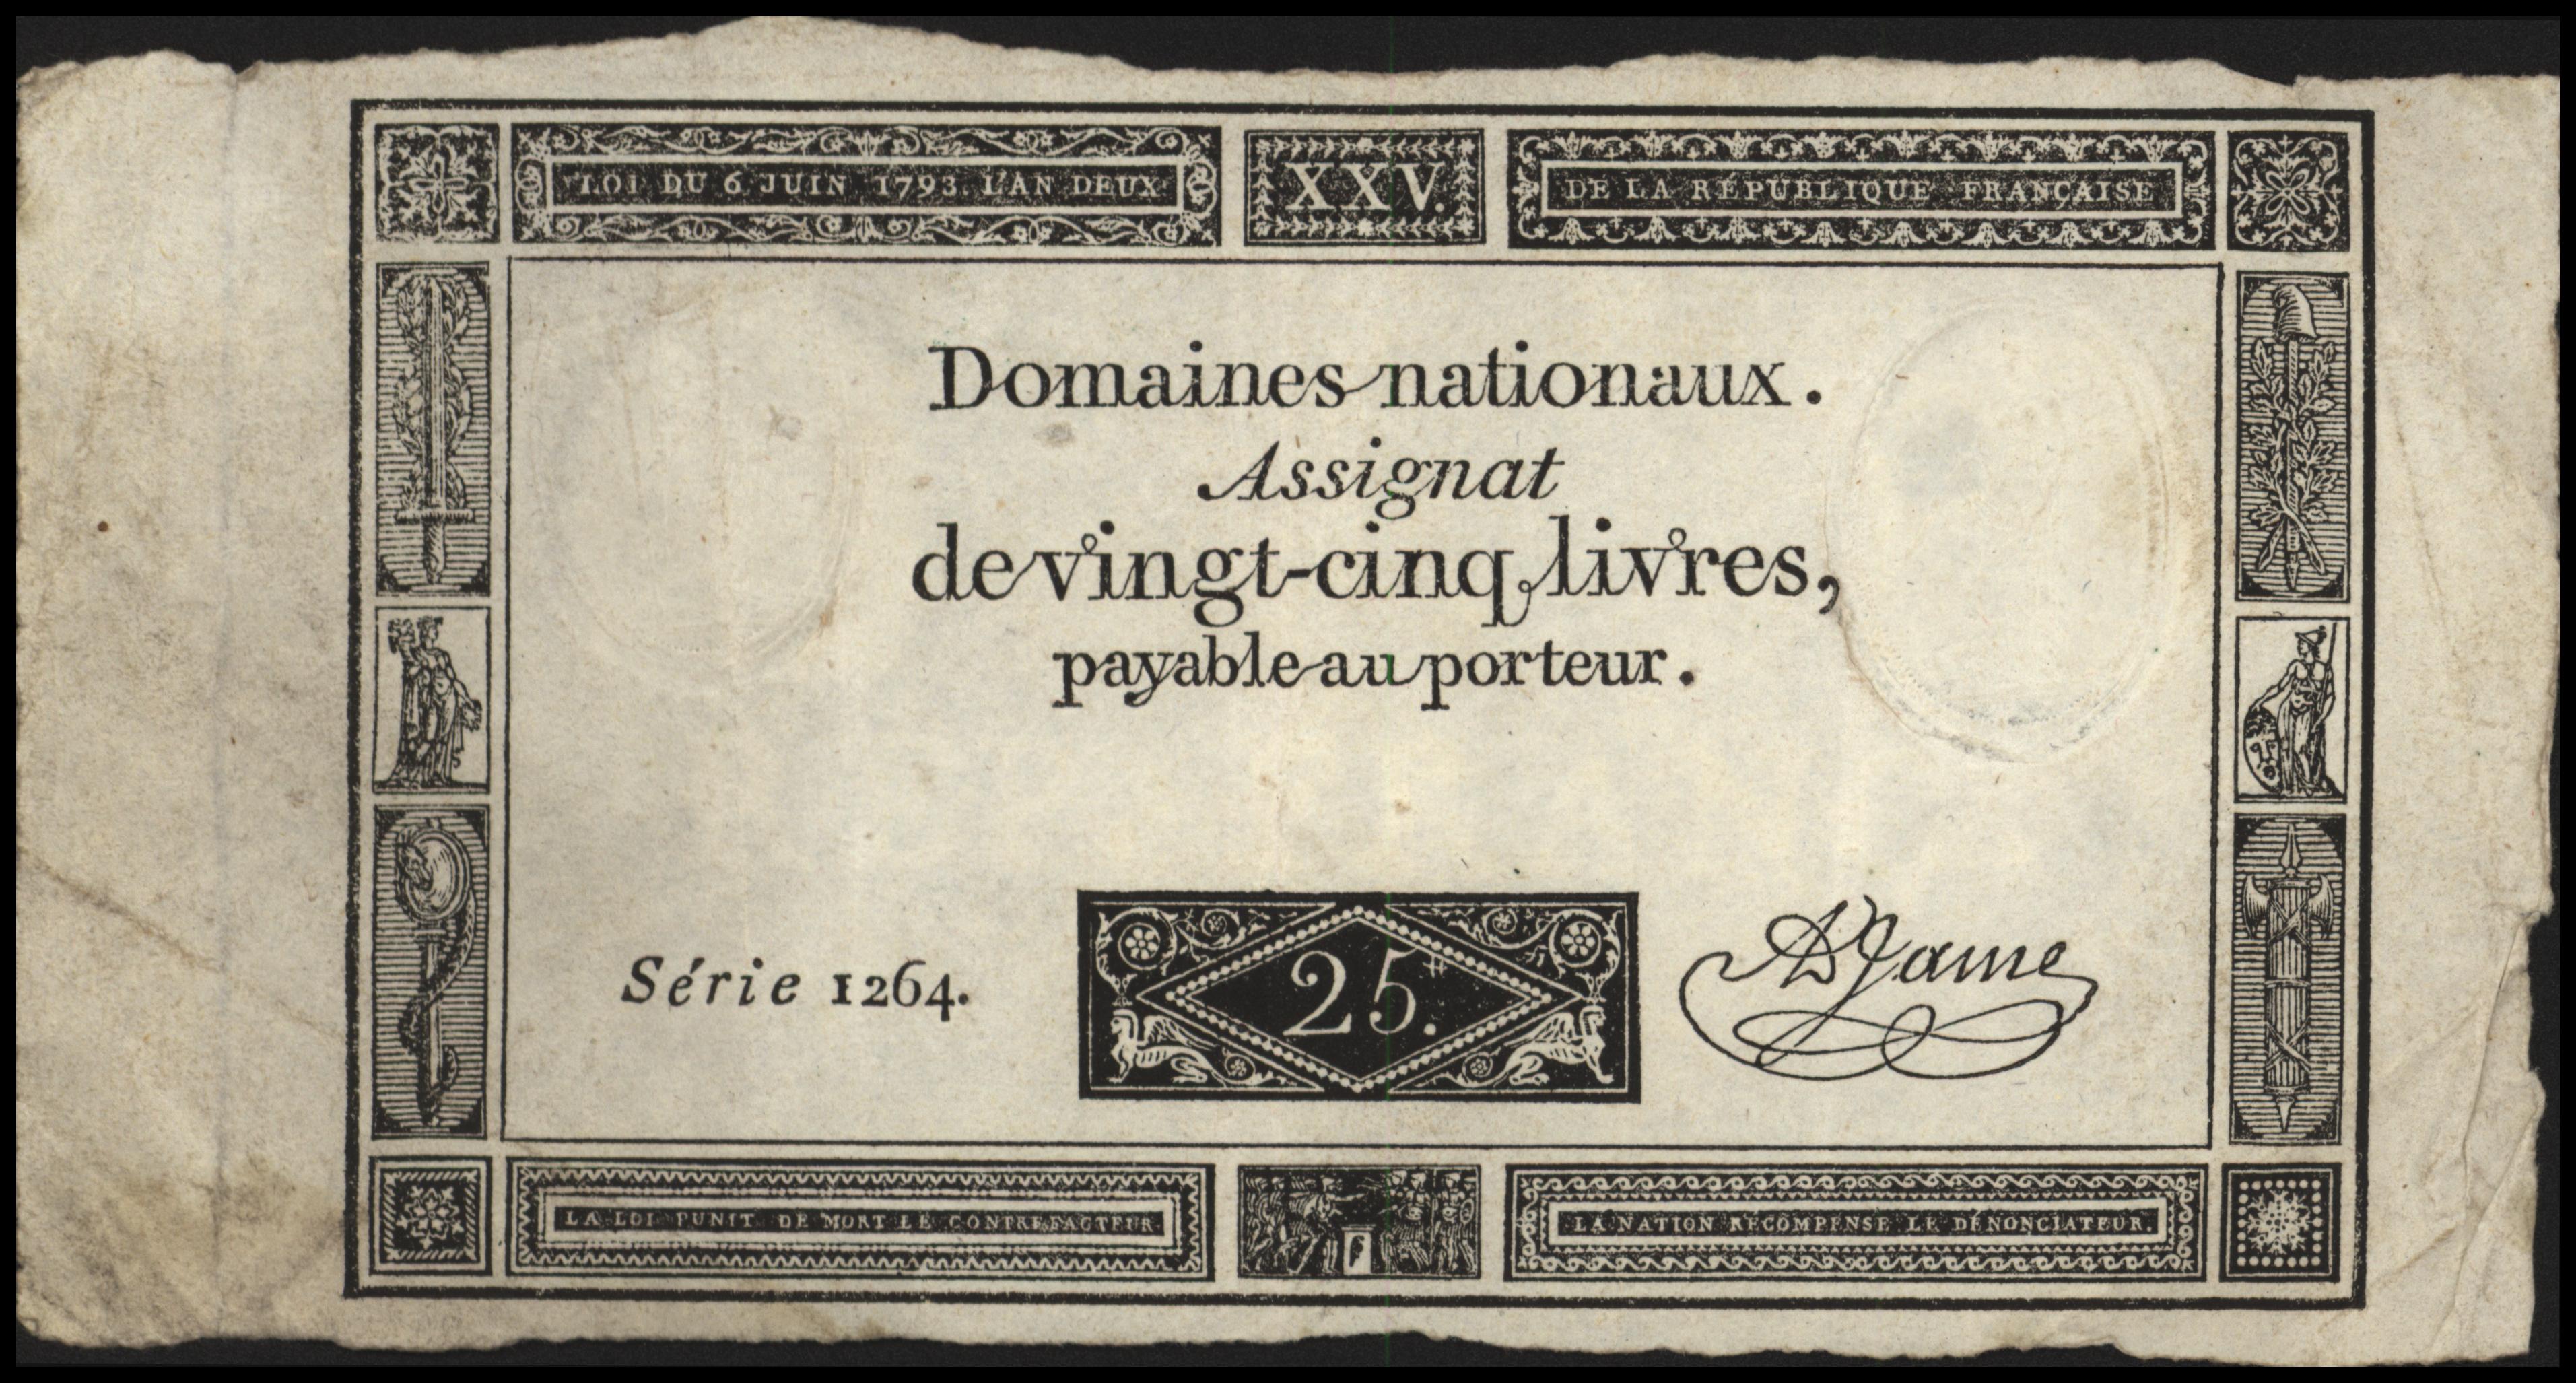 LOI DU 6 JUIN 1793. L'AN DEUX
XXV.
DE LA RÉPUBLIQUE FRANÇAISE
Domaines nationaux.
Assignat
de vingt-cinq livres,
payable au porteur.
Série 1264.
25.
A Jame
LA LOI PUNIT DE MORT LE CONTREFACTEUR
LA NATION RÉCOMPENSE LE DÉNONCIATEUR.